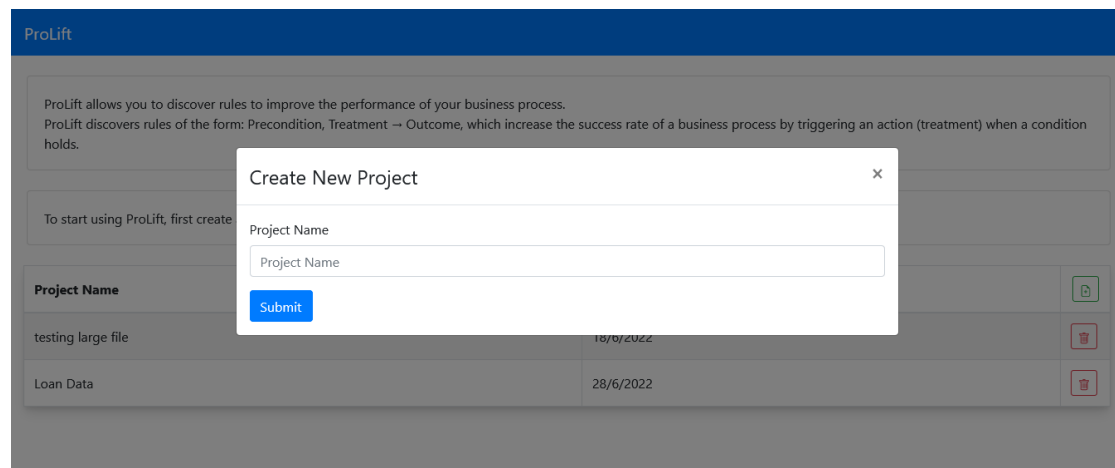 ProLift
ProLift allows you to discover rules to improve the performance of your business process.
ProLift discovers rules of the form: Precondition, Treatment → Outcome, which increase the success rate of a business process by triggering an action (treatment) when a condition
holds.
Create New Project
×
To start using ProLift, first create
Project Name
Project Name
Submit
Project Name
testing large file
18/6/2022
Loan Data
28/6/2022